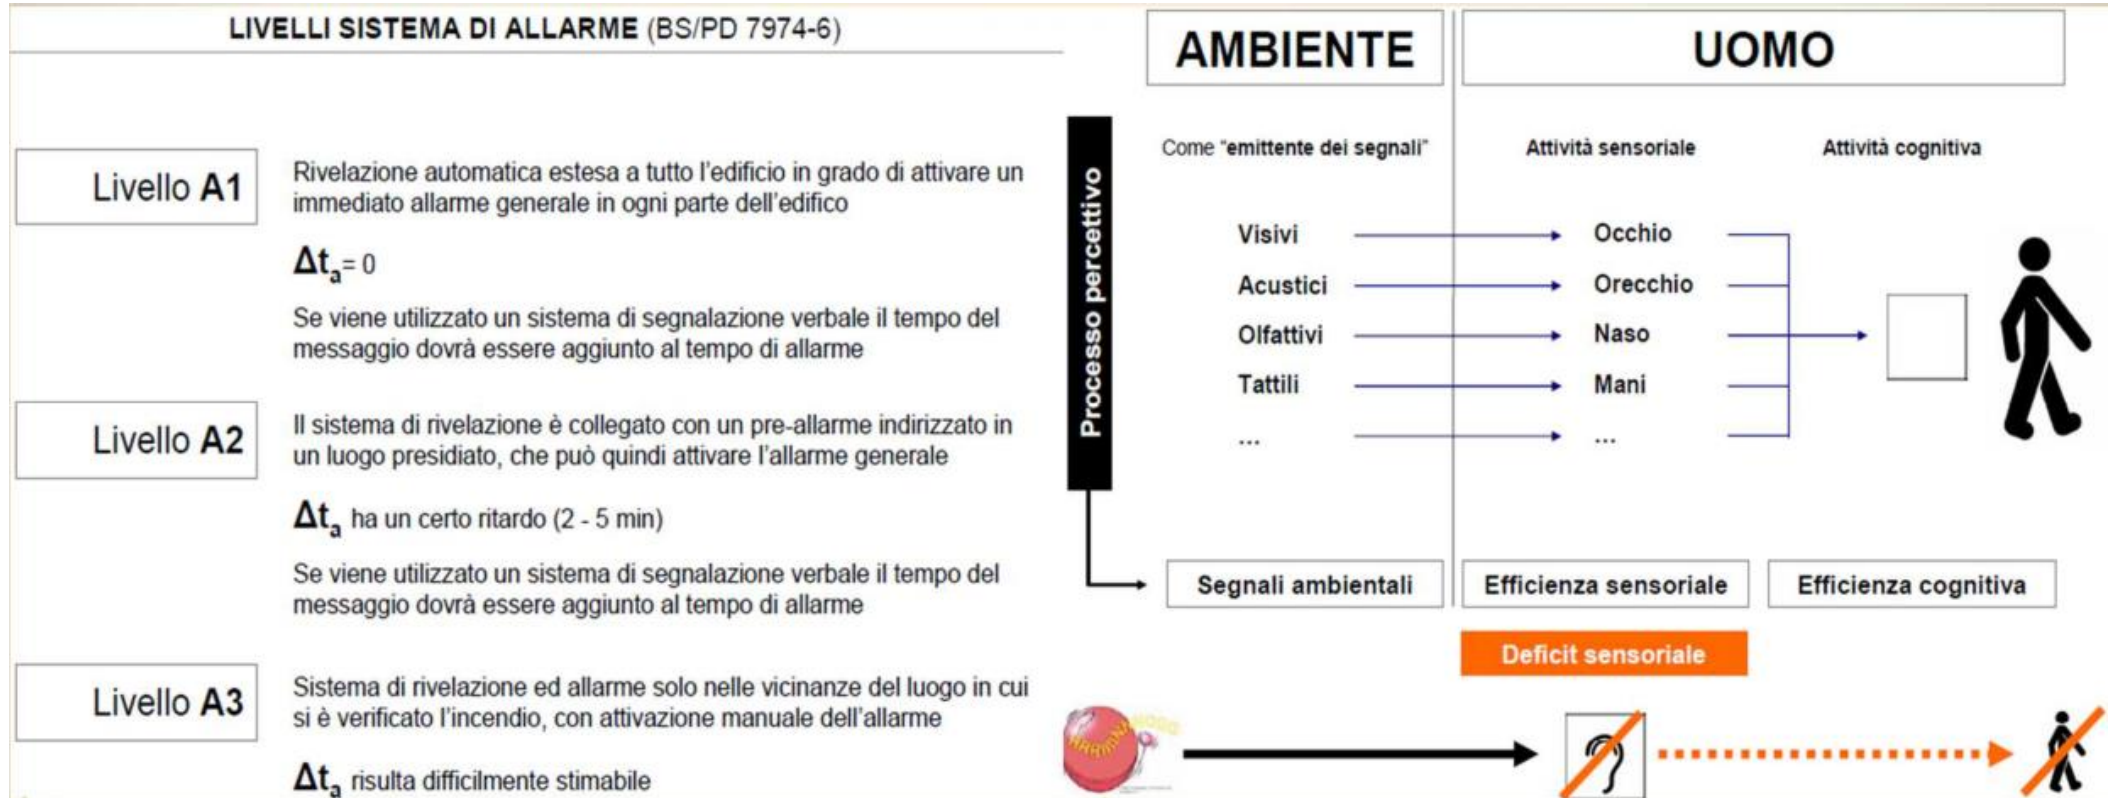 LIVELLI SISTEMA DI ALLARME (BS/PD 7974-6)
Livello A1
Rivelazione automatica estesa a tutto l'edificio in grado di attivare un
immediato allarme generale in ogni parte dell'edifico
Δta= 0
Se viene utilizzato un sistema di segnalazione verbale il tempo del
messaggio dovrà essere aggiunto al tempo di allarme
Livello A2
Il sistema di rivelazione è collegato con un pre-allarme indirizzato in
un luogo presidiato, che può quindi attivare l'allarme generale
Δta ha un certo ritardo (2 - 5 min)
Se viene utilizzato un sistema di segnalazione verbale il tempo del
messaggio dovrà essere aggiunto al tempo di allarme
Livello A3
Sistema di rivelazione ed allarme solo nelle vicinanze del luogo in cui
si è verificato l'incendio, con attivazione manuale dell'allarme
Δta risulta difficilmente stimabile
AMBIENTE
UOMO
Processo percettivo
Come "emittente dei segnali"
Attività sensoriale
Attività cognitiva
Visivi
Occhio
Acustici
Orecchio
Olfattivi
Naso
Tattili
Mani
...
...
Segnali ambientali
Efficienza sensoriale
Efficienza cognitiva
Deficit sensoriale